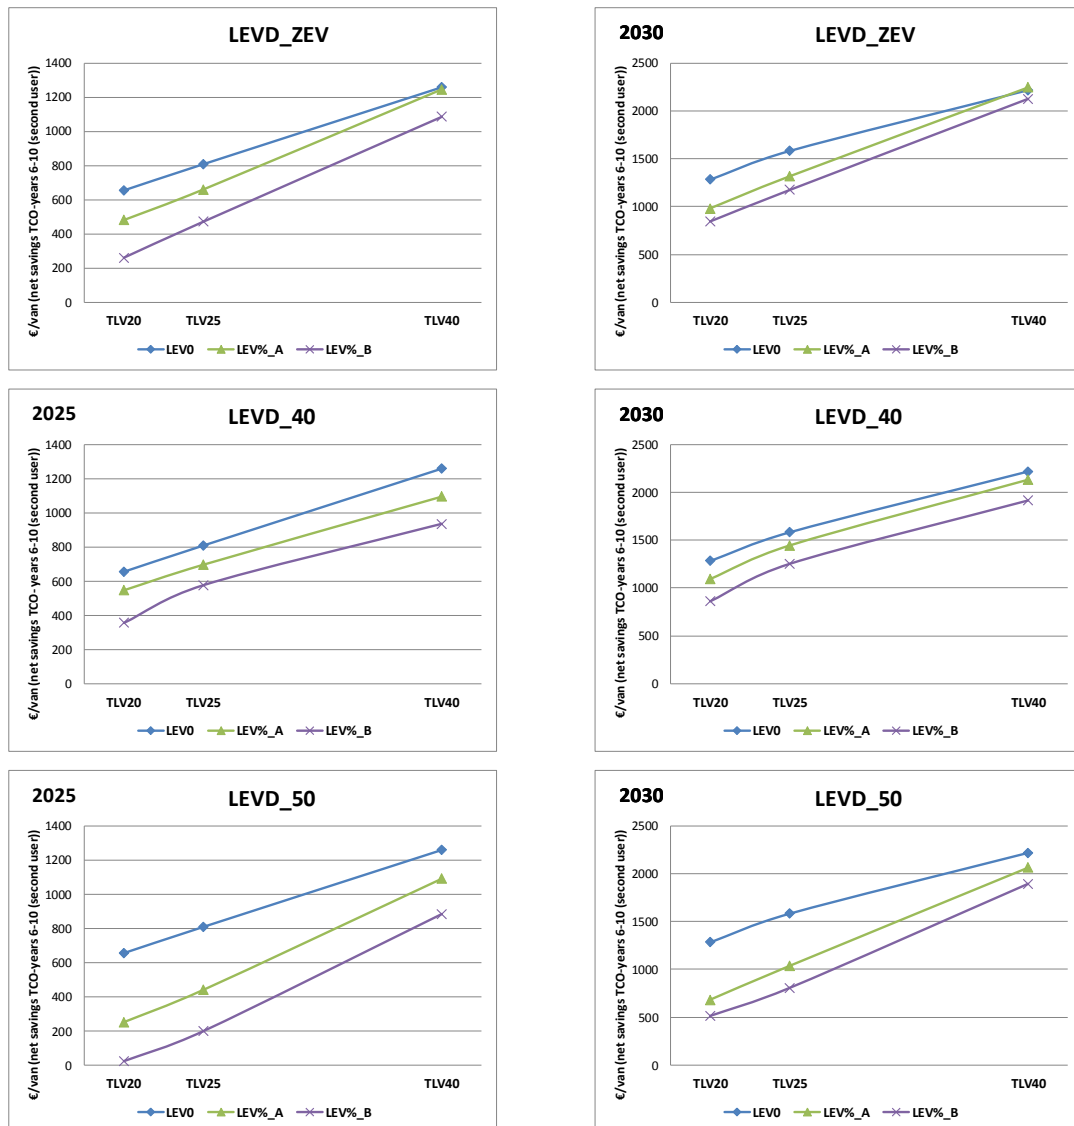 LEVD_ZEV
€/van (net savings TCO-years 6-10 (second user))
1400
1200
1000
800
600
400
200
0
TLV20 TLV25 TLV40
LEV0 LEV%_A LEV%_B
2030 LEVD_ZEV
€/van (net savings TCO-years 6-10 (second user))
2500
2000
1500
1000
500
0
TLV20 TLV25 TLV40
LEV0 LEV%_A LEV%_B
2025 LEVD_40
€/van (net savings TCO-years 6-10 (second user))
1400
1200
1000
800
600
400
200
0
TLV20 TLV25 TLV40
LEV0 LEV%_A LEV%_B
2030 LEVD_40
€/van (net savings TCO-years 6-10 (second user))
2500
2000
1500
1000
500
0
TLV20 TLV25 TLV40
LEV0 LEV%_A LEV%_B
2025 LEVD_50
€/van (net savings TCO-years 6-10 (second user))
1400
1200
1000
800
600
400
200
0
TLV20 TLV25 TLV40
LEV0 LEV%_A LEV%_B
2030 LEVD_50
€/van (net savings TCO-years 6-10 (second user))
2500
2000
1500
1000
500
0
TLV20 TLV25 TLV40
LEV0 LEV%_A LEV%_B